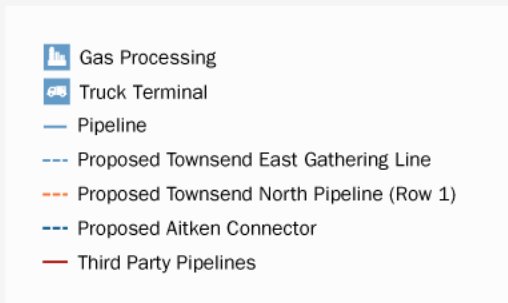 Gas Processing
Truck Terminal
Pipeline
Proposed Townsend East Gathering Line
Proposed Townsend North Pipeline (Row 1)
Proposed Aitken Connector
Third Party Pipelines